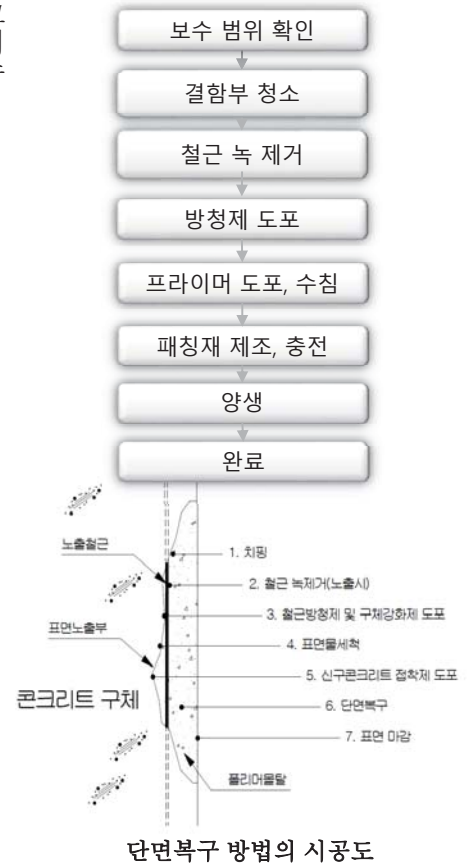 보수 범위 확인
결함부 청소
철근 녹 제거
방청제 도포
프라이머 도포, 수침
패칭재 제조, 충전
양생
완료
노출철근
표면노출부
콘크리트 구체
1. 치핑
2. 철근 녹제거(노출시)
3. 철근방청제 및 구체강화제 도포
4. 표면물세척
5. 신구콘크리트 접착제 도포
6. 단면복구
7. 표면 마감
폴리머몰탈
단면복구 방법의 시공도